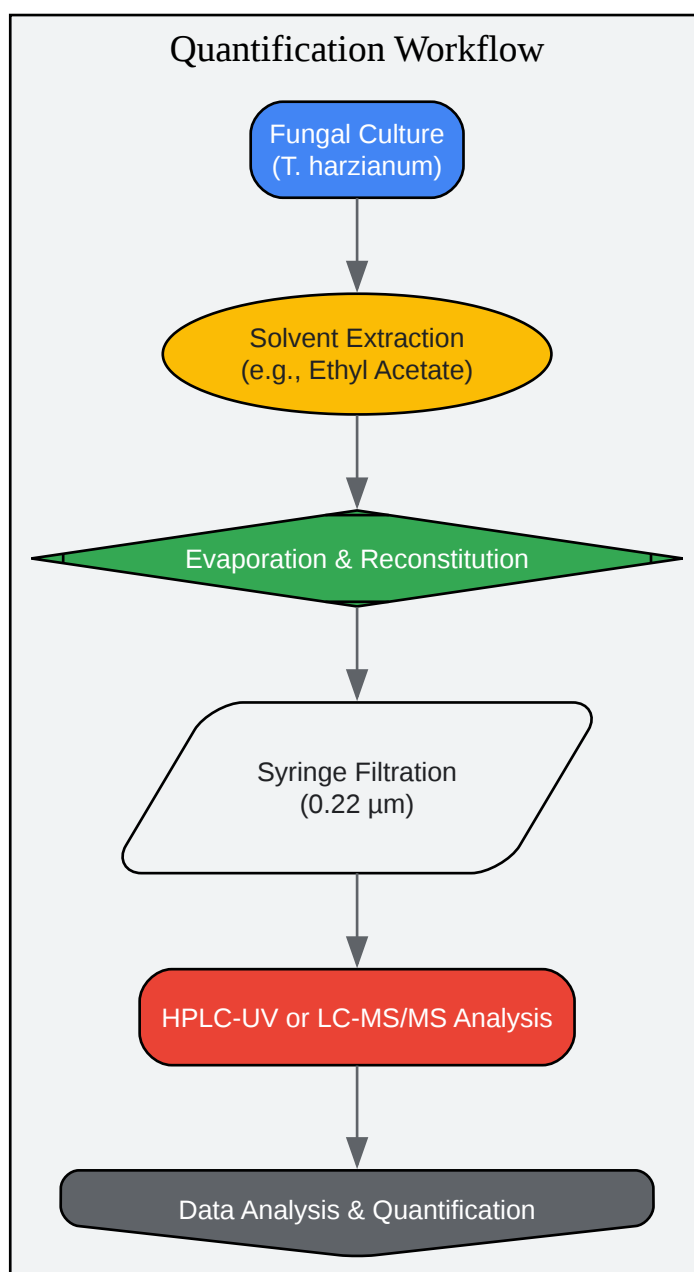 Quantification Workflow
Fungal Culture
(T. harzianum)
Solvent Extraction
(e.g., Ethyl Acetate)
Evaporation & Reconstitution
Syringe Filtration
(0.22 µm)
HPLC-UV or LC-MS/MS Analysis
Data Analysis & Quantification